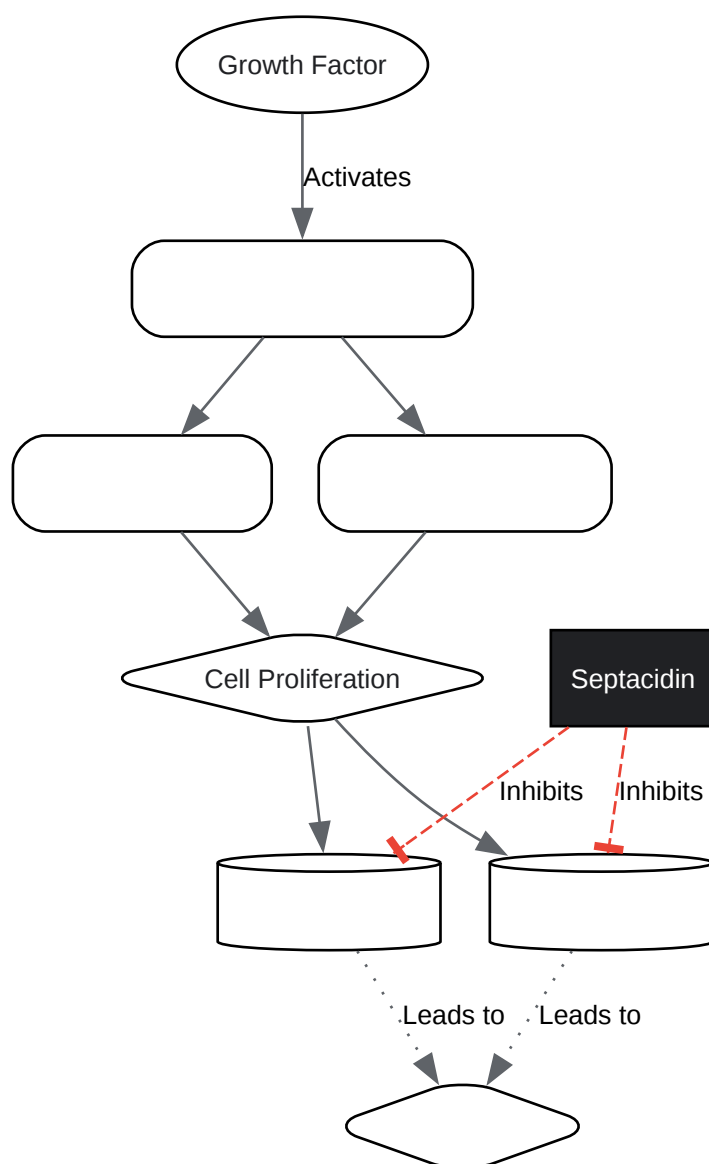 Growth Factor
Activates
Cell Proliferation
Septacidin
Inhibits
Inhibits
Leads to
Leads to